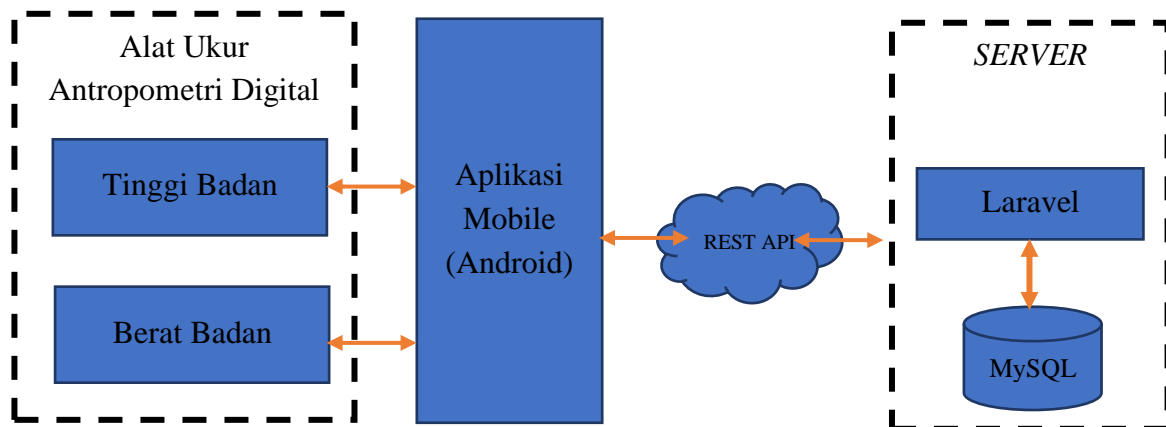 Alat Ukur
Antropometri Digital
Tinggi Badan
Berat Badan
Aplikasi
Mobile
(Android)
REST API
SERVER
Laravel
MySQL